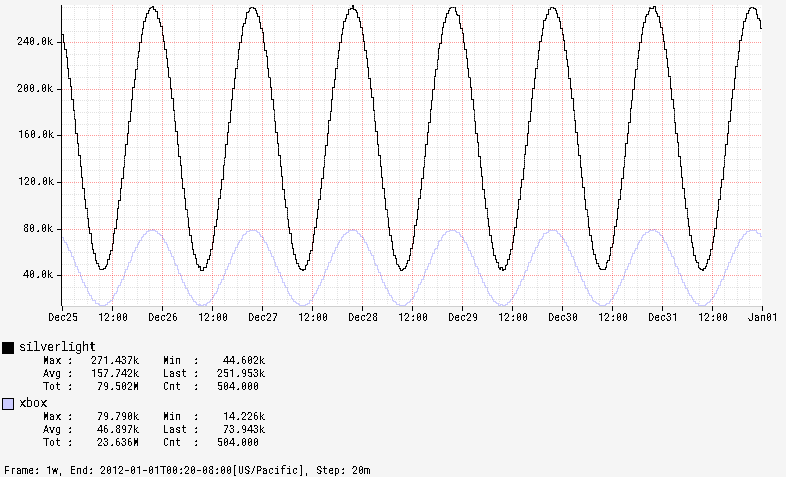 240.0k
200.0k
160.0k
120.0k
80.0k
40.0k
Dec25 12:00 Dec26 12:00 Dec27 12:00 Dec28 12:00 Dec29 12:00 Dec30 12:00 Dec31 12:00 Jan01
silverlight
Max : 271.437k Min : 44.602k
Avg : 157.742k Last : 251.953k
Tot : 79.502M Cnt : 504.000
xbox
Max : 79.790k Min : 14.226k
Avg : 46.897k Last : 73.943k
Tot : 23.636M Cnt : 504.000
Frame: 1w, End: 2012-01-01T00:20-08:00[US/Pacific], Step: 20m